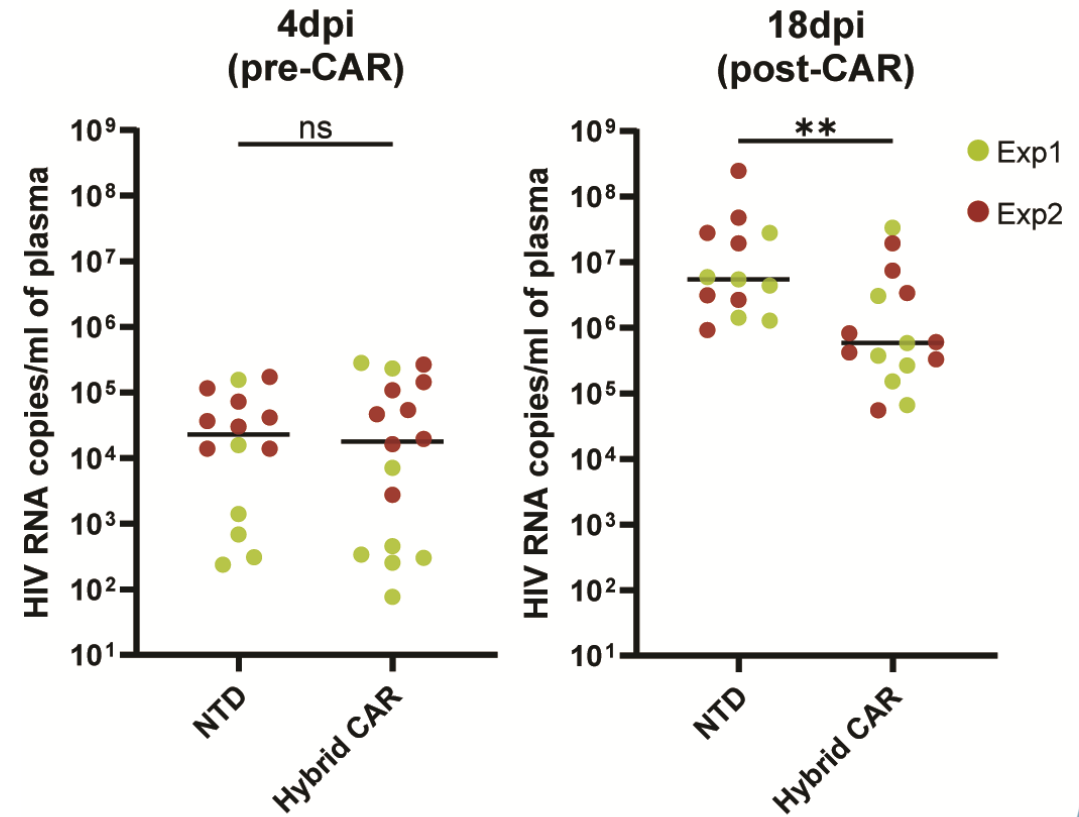 4dpi
(pre-CAR)
ns
HIV RNA copies/ml of plasma
10⁹
10⁸
10⁷
10⁶
10⁵
10⁴
10³
10²
10¹
NTD
Hybrid CAR
18dpi
(post-CAR)
**
HIV RNA copies/ml of plasma
10⁹
10⁸
10⁷
10⁶
10⁵
10⁴
10³
10²
10¹
NTD
Hybrid CAR
Exp1
Exp2